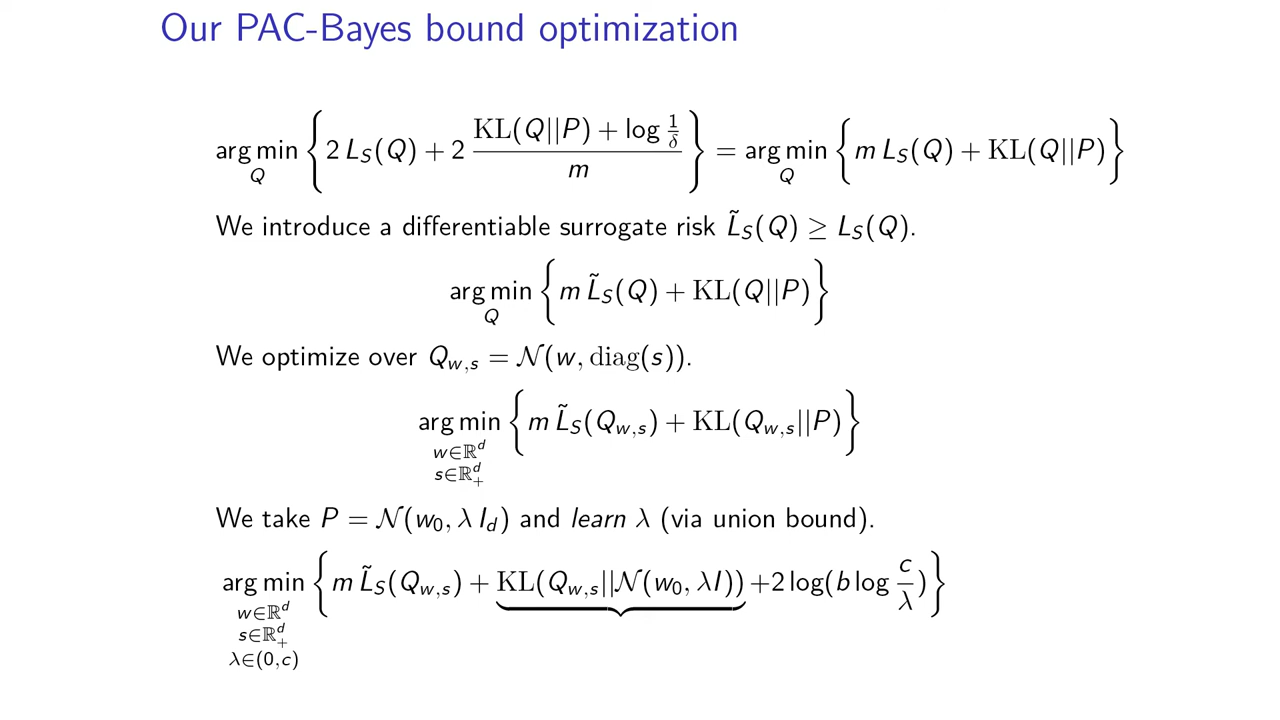 Our PAC-Bayes bound optimization
arg min_Q { 2 L_S(Q) + 2 (KL(Q||P) + log 1/δ)/m } = arg min_Q { m L_S(Q) + KL(Q||P) }
We introduce a differentiable surrogate risk L̃_S(Q) ≥ L_S(Q).
arg min_Q { m L̃_S(Q) + KL(Q||P) }
We optimize over Q_{w,s} = 𝒩(w, diag(s)).
arg min_{w∈ℝ^d, s∈ℝ^d_+} { m L̃_S(Q_{w,s}) + KL(Q_{w,s}||P) }
We take P = 𝒩(w_0, λ I_d) and learn λ (via union bound).
arg min_{w∈ℝ^d, s∈ℝ^d_+, λ∈(0,c)} { m L̃_S(Q_{w,s}) + KL(Q_{w,s}||𝒩(w_0, λI)) +2 log(b log c/λ) }